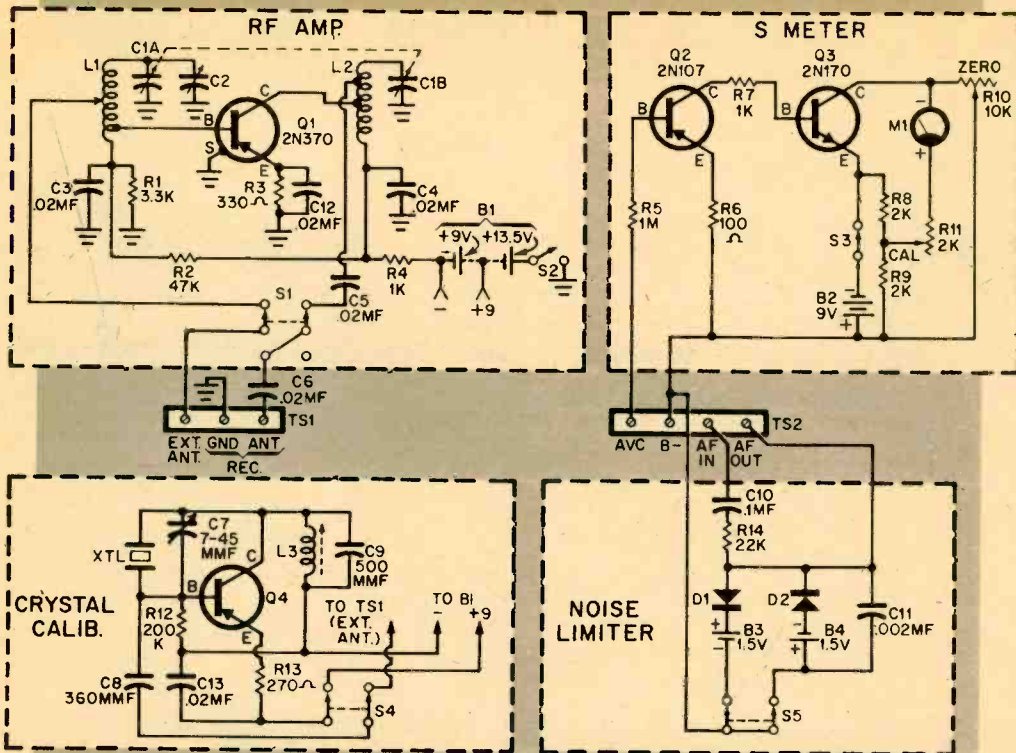 RF AMP.
C1A
L1
C2
L2
C1B
C
B
Q1
2N370
S
E
C3
.02MF
R1
3.3K
R3
330Ω
C12
.02MF
C4
.02MF
B1
+9V
+13.5V
R2
47K
R4
1K
S2
-
+9
S1
C5
.02MF
C6
.02MF
TS1
EXT. ANT.
GND
ANT
REC.
S METER
Q2
2N107
C
R7
1K
B
E
Q3
2N170
C
B
E
ZERO
R10
10K
-
M1
+
R5
1M
R6
100
Ω
R8
2K
S3
CAL
R11
2K
R9
2K
-
B2
9V
+
TS2
AVC
B-
AF IN
AF OUT
CRYSTAL
CALIB.
XTL
C7
7-45
MMF
C
B
Q4
E
L3
C9
500
MMF
R12
200
K
TO TS1
(EXT.
ANT.)
TO B1
-
+9
C8
360MMF
C13
.02MF
R13
270Ω
S4
NOISE
LIMITER
C10
.1MF
R14
22K
D1
+
B3
-
1.5V
D2
-
B4
+
1.5V
C11
.002MF
S5